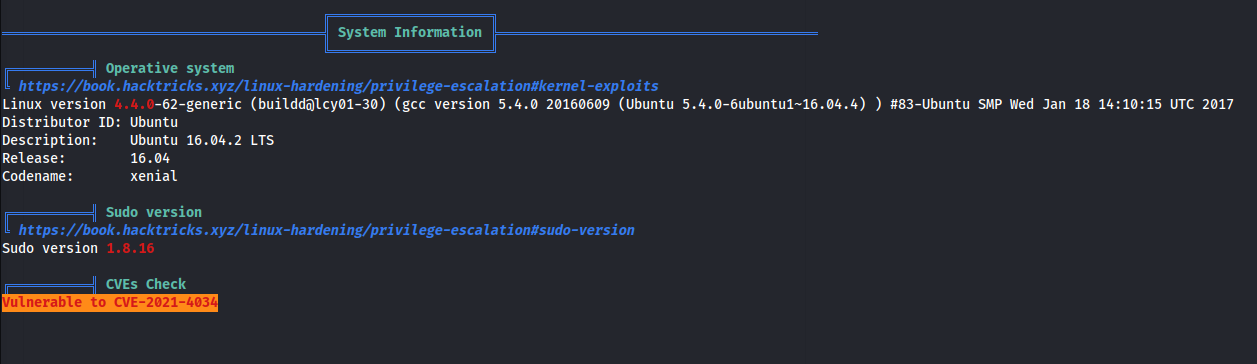 System Information
Operative system
https://book.hacktricks.xyz/linux-hardening/privilege-escalation#kernel-exploits
Linux version 4.4.0-62-generic (buildd@lcy01-30) (gcc version 5.4.0 20160609 (Ubuntu 5.4.0-6ubuntu1~16.04.4) ) #83-Ubuntu SMP Wed Jan 18 14:10:15 UTC 2017
Distributor ID: Ubuntu
Description:    Ubuntu 16.04.2 LTS
Release:        16.04
Codename:       xenial
Sudo version
https://book.hacktricks.xyz/linux-hardening/privilege-escalation#sudo-version
Sudo version 1.8.16
CVEs Check
Vulnerable to CVE-2021-4034